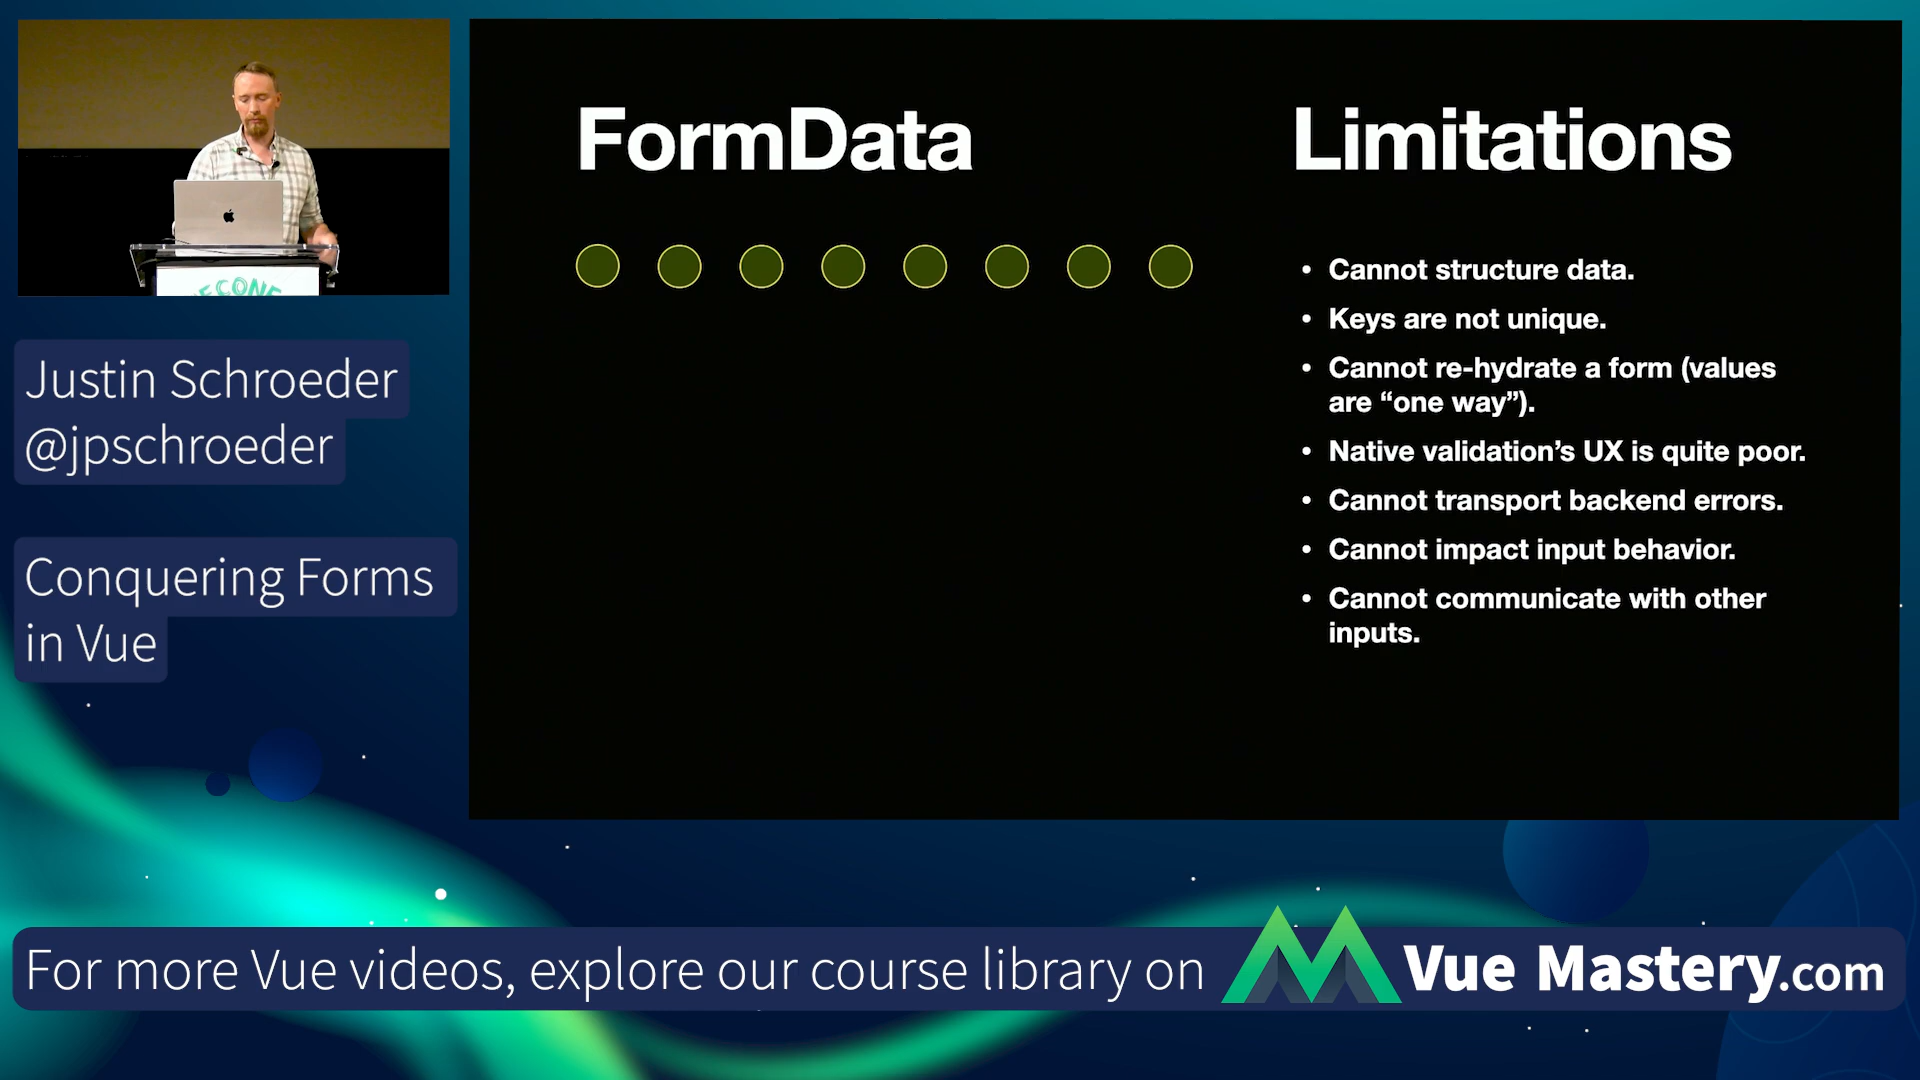 FormData
Limitations
• Cannot structure data.
• Keys are not unique.
• Cannot re-hydrate a form (values
are “one way”).
• Native validation’s UX is quite poor.
• Cannot transport backend errors.
• Cannot impact input behavior.
• Cannot communicate with other
inputs.
Justin Schroeder
@jpschroeder
Conquering Forms
in Vue
For more Vue videos, explore our course library on Vue Mastery.com